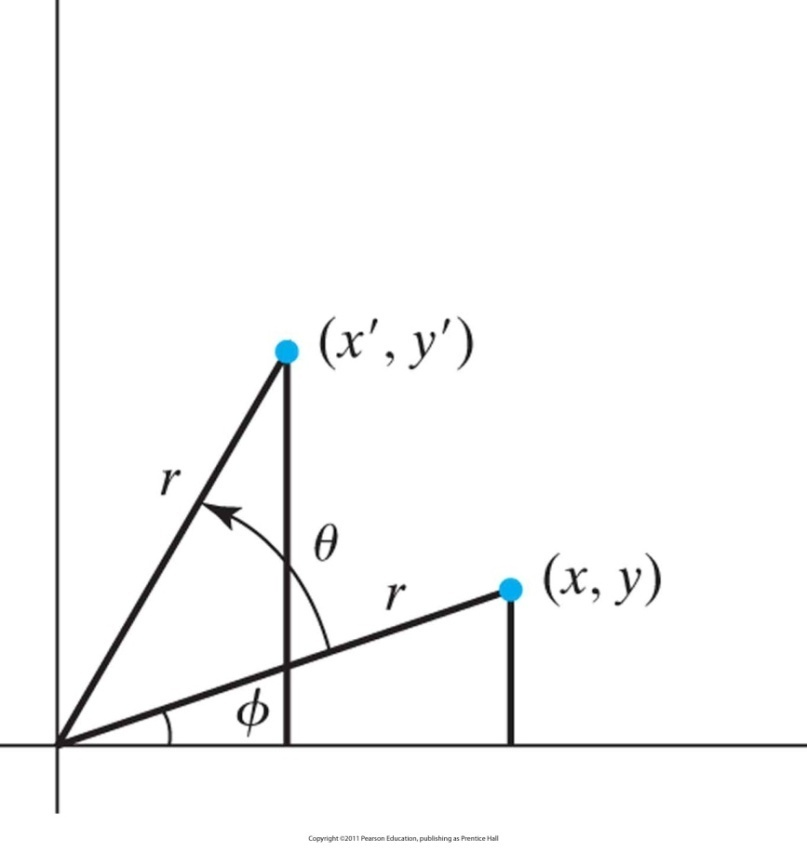 (x′, y′)
r
θ
(x, y)
r
ϕ
Copyright ©2011 Pearson Education, publishing as Prentice Hall